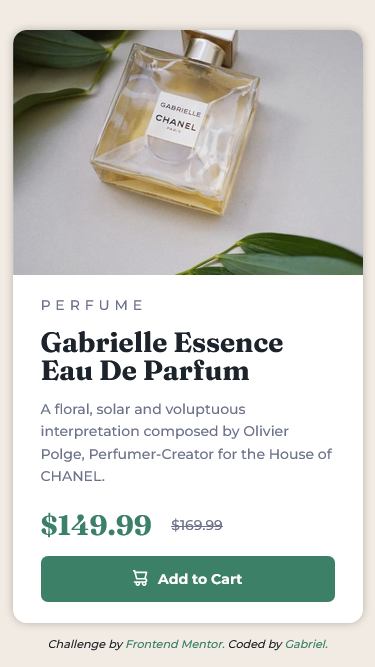 GABRIELLE
CHANEL
PARIS
PERFUME
Gabrielle Essence
Eau De Parfum
A floral, solar and voluptuous
interpretation composed by Olivier
Polge, Perfumer-Creator for the House of
CHANEL.
$149.99 $169.99
Add to Cart
Challenge by Frontend Mentor. Coded by Gabriel.